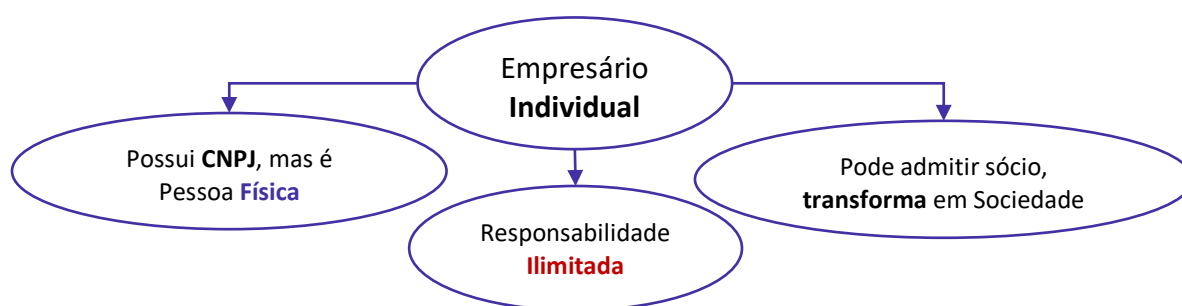 Empresário
Individual
Possui CNPJ, mas é
Pessoa Física
Responsabilidade
Ilimitada
Pode admitir sócio,
transforma em Sociedade